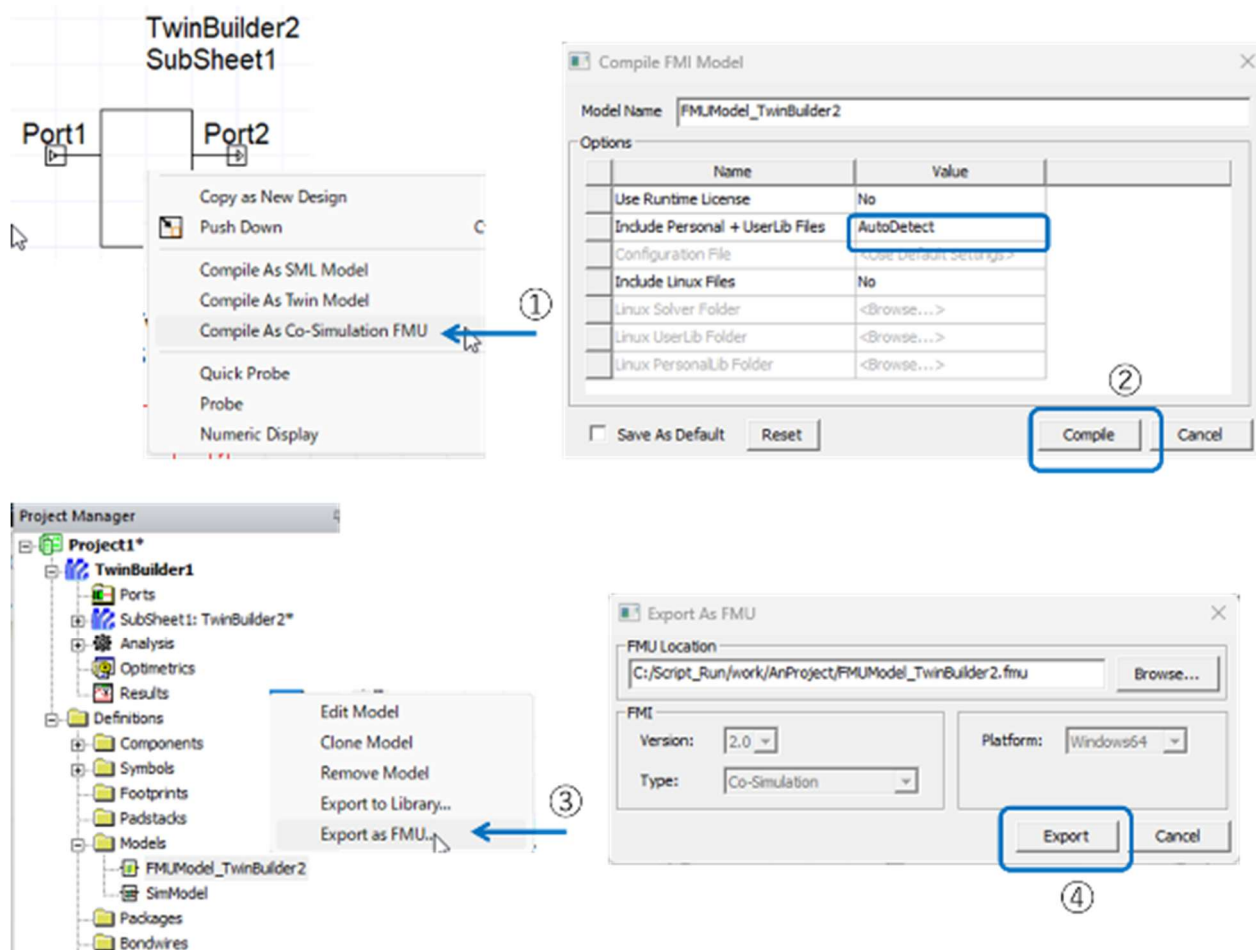 TwinBuilder2
SubSheet1
Port1
Port2
Copy as New Design
Push Down
Compile As SML Model
Compile As Twin Model
Compile As Co-Simulation FMU
Quick Probe
Probe
Numeric Display
①
Compile FMI Model
Model Name FMUModel_TwinBuilder2
Options
Name Value
Use Runtime License No
Include Personal + UserLib Files AutoDetect
Configuration File <Use Default Settings>
Include Linux Files No
Linux Solver Folder <Browse...>
Linux UserLib Folder <Browse...>
Linux PersonalLib Folder <Browse...>
②
Save As Default Reset Compile Cancel
Project Manager
Project1*
TwinBuilder1
Ports
SubSheet1: TwinBuilder2*
Analysis
Optimetrics
Results
Definitions
Components
Symbols
Footprints
Padstacks
Models
FMUModel_TwinBuilder2
SimModel
Packages
Bondwires
Edit Model
Clone Model
Remove Model
Export to Library...
Export as FMU...
③
Export As FMU
FMU Location
C:/Script_Run/work/AnProject/FMUModel_TwinBuilder2.fmu Browse...
FMI
Version: 2.0 Platform: Windows64
Type: Co-Simulation
Export Cancel
④